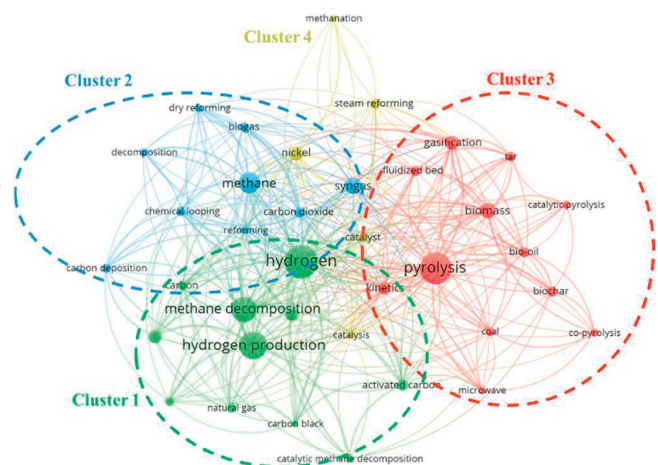 methanation
Cluster 4
Cluster 2
Cluster 3
dry reforming
steam reforming
biogas
gasification
decomposition
nickel
tar
fluidized bed
methane
syngas
catalytic pyrolysis
chemical looping
carbon dioxide
biomass
reforming
catalyst
bio-oil
carbon deposition
hydrogen
pyrolysis
carbon
kinetics
biochar
methane decomposition
hydrogen production
catalysis
coal
co-pyrolysis
activated carbon
microwave
Cluster 1
natural gas
carbon black
catalytic methane decomposition